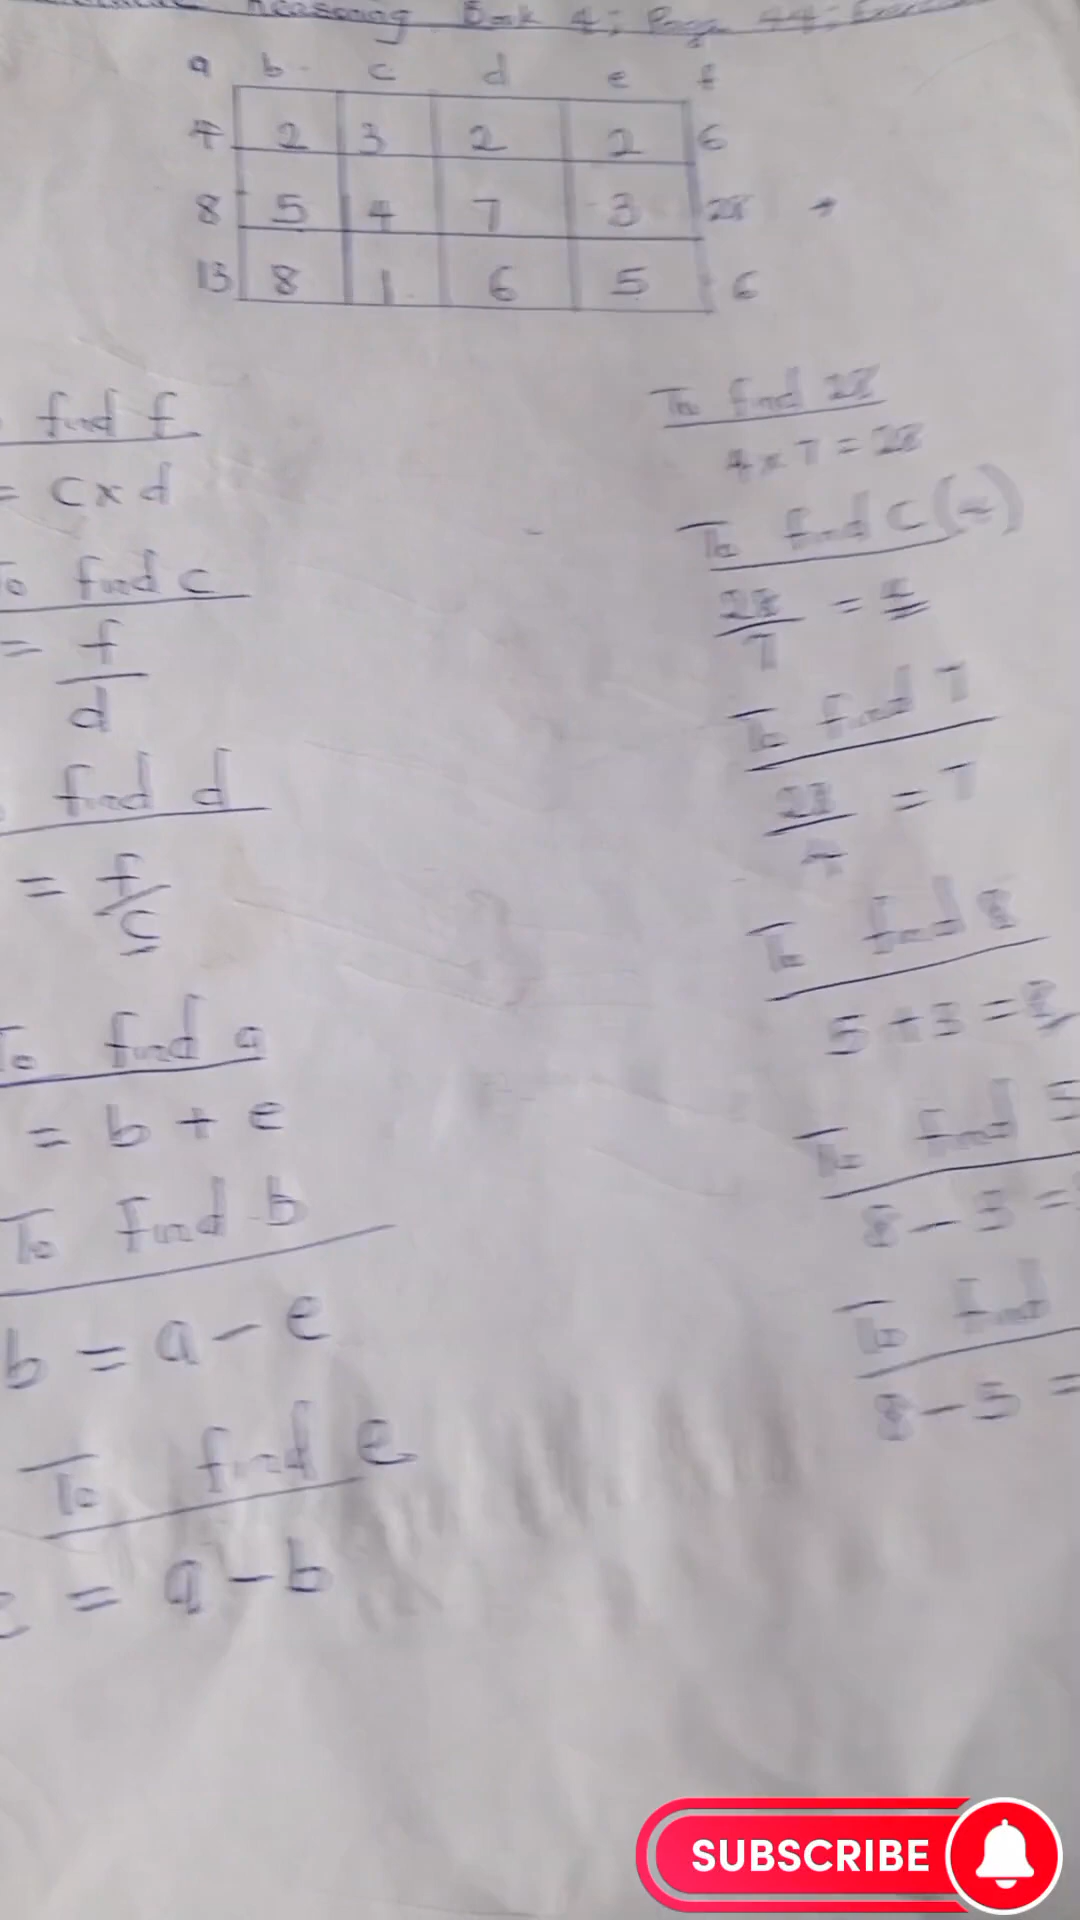 Reasoning Book 4; Page 44;
a b c d e f
4 2 3 2 2 6
8 5 4 7 3 28
13 8 1 6 5 6
find f
= c x d
To find c
= f
d
find d
= f/c
To find a
= b + e
To find b
b = a - e
To find e
= a - b
To find 28
4 x 7 = 28
To find c (4)
28/7 = 4
To find 7
28/4 = 7
To find 8
5 + 3 = 8
To find 5
8 - 3 =
To find
8 - 5 =
SUBSCRIBE